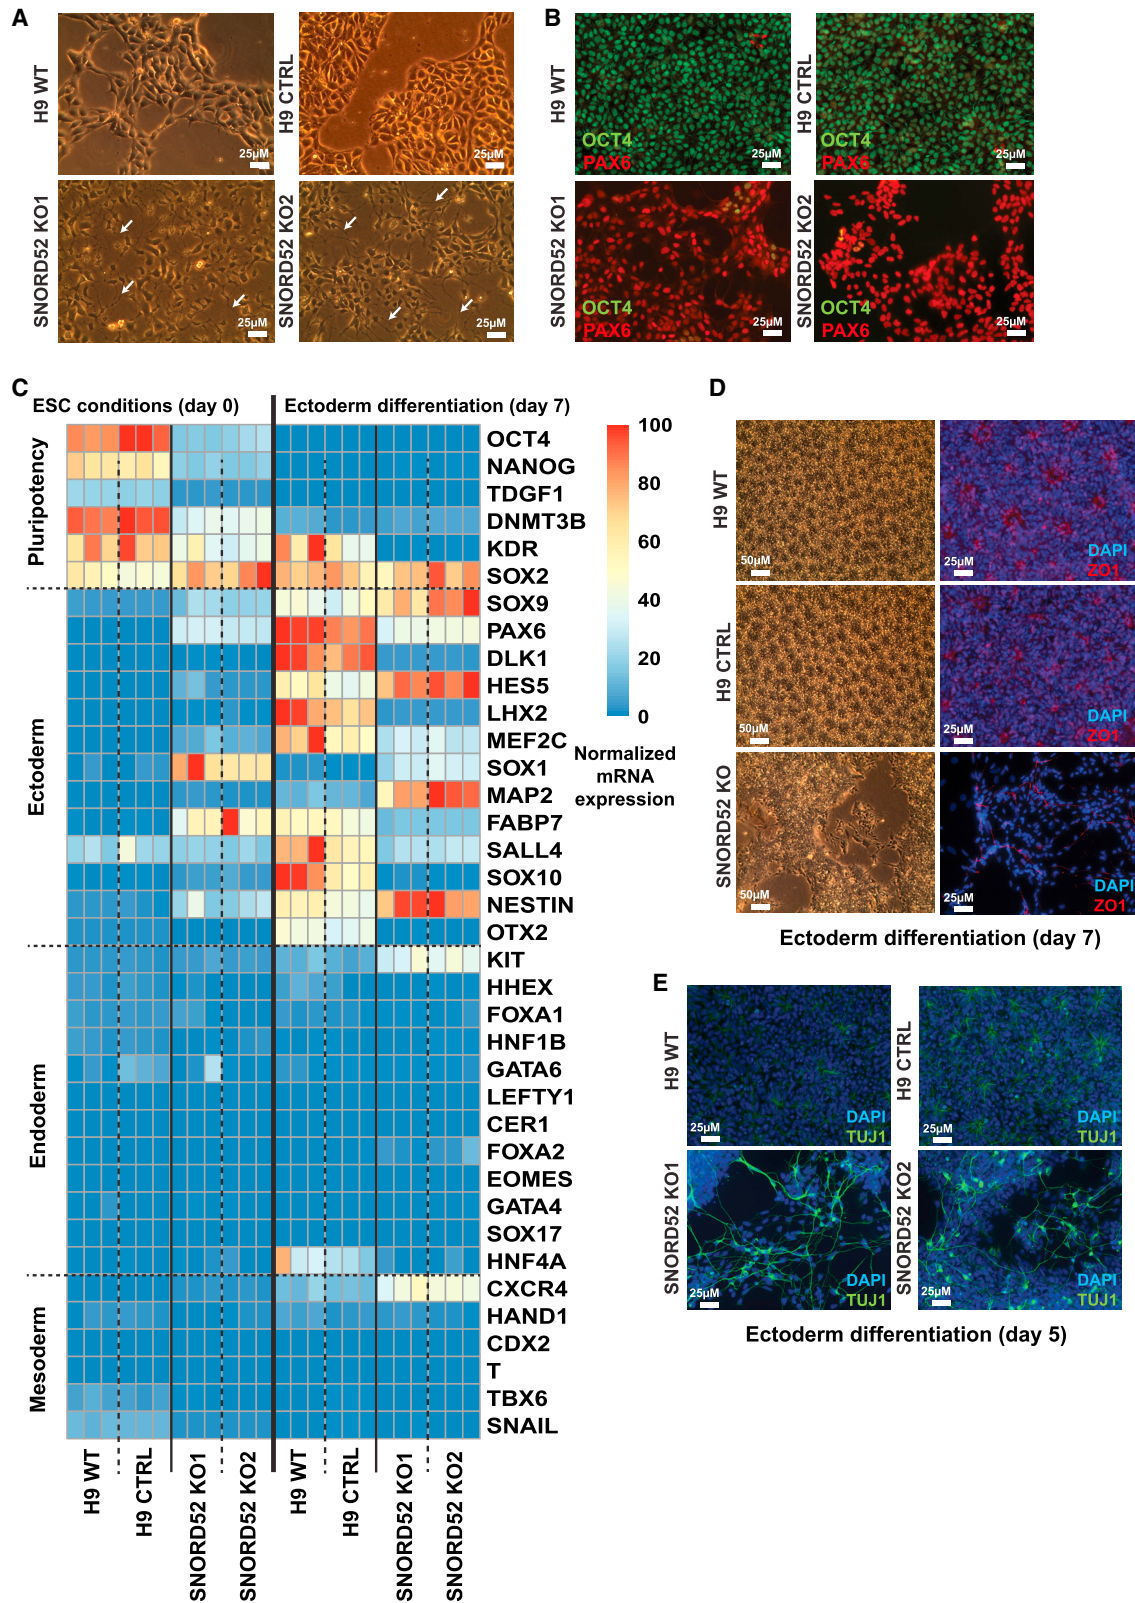 A
H9 WT
25µM
H9 CTRL
25µM
SNORD52 KO1
25µM
SNORD52 KO2
25µM
B
H9 WT
OCT4
PAX6
25µM
H9 CTRL
OCT4
PAX6
25µM
SNORD52 KO1
OCT4
PAX6
25µM
SNORD52 KO2
OCT4
PAX6
25µM
C
ESC conditions (day 0)
Ectoderm differentiation (day 7)
Pluripotency
OCT4
NANOG
TDGF1
DNMT3B
KDR
SOX2
Ectoderm
SOX9
PAX6
DLK1
HES5
LHX2
MEF2C
SOX1
MAP2
FABP7
SALL4
SOX10
NESTIN
OTX2
Endoderm
KIT
HHEX
FOXA1
HNF1B
GATA6
LEFTY1
CER1
FOXA2
EOMES
GATA4
SOX17
HNF4A
Mesoderm
CXCR4
HAND1
CDX2
T
TBX6
SNAIL
H9 WT
H9 CTRL
SNORD52 KO1
SNORD52 KO2
H9 WT
H9 CTRL
SNORD52 KO1
SNORD52 KO2
100
80
60
40
20
0
Normalized
mRNA
expression
D
H9 WT
50µM
DAPI
ZO1
25µM
H9 CTRL
50µM
DAPI
ZO1
25µM
SNORD52 KO
50µM
DAPI
ZO1
25µM
Ectoderm differentiation (day 7)
E
H9 WT
25µM
DAPI
TUJ1
H9 CTRL
25µM
DAPI
TUJ1
SNORD52 KO1
25µM
DAPI
TUJ1
SNORD52 KO2
25µM
DAPI
TUJ1
Ectoderm differentiation (day 5)